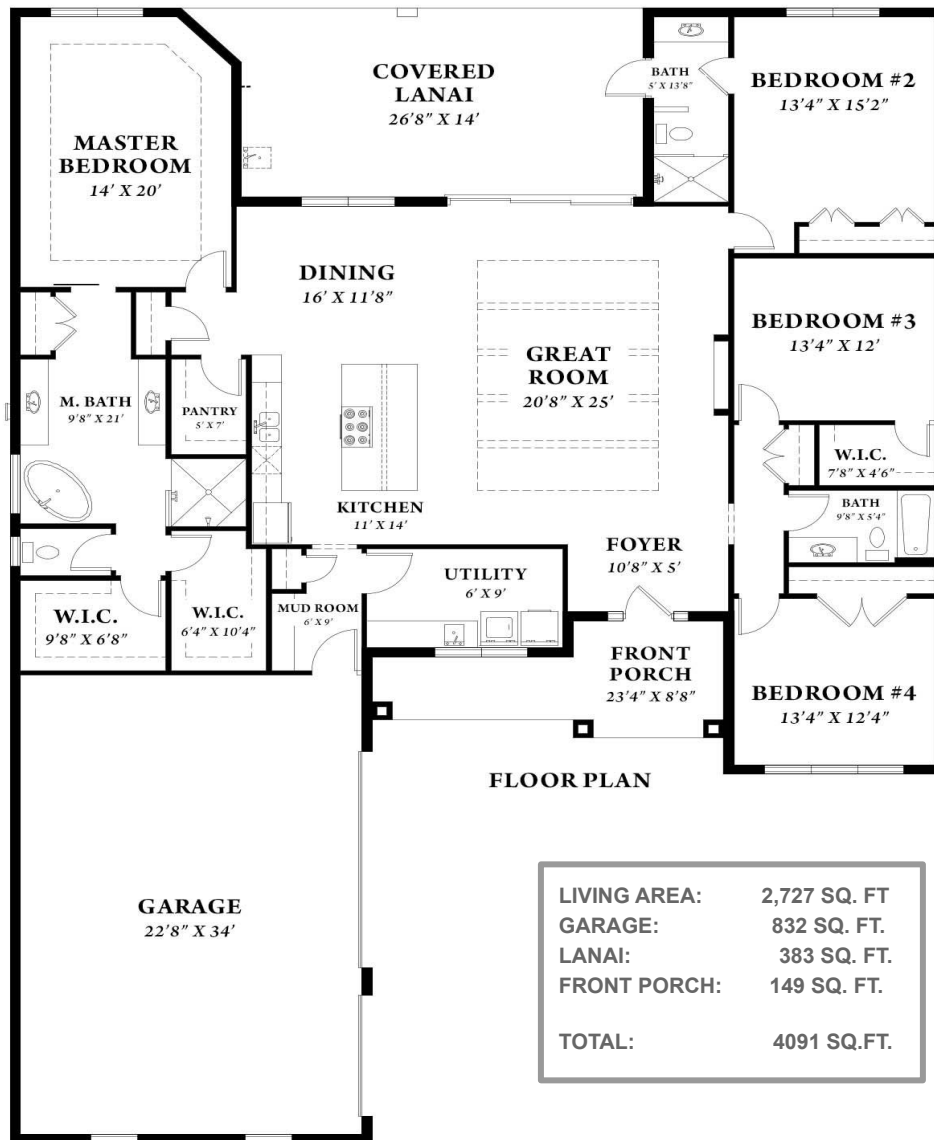 COVERED
LANAI
26'8" X 14'
BATH
5' X 13'8"
BEDROOM #2
13'4" X 15'2"
MASTER
BEDROOM
14' X 20'
DINING
16' X 11'8"
BEDROOM #3
13'4" X 12'
GREAT
ROOM
20'8" X 25'
M. BATH
9'8" X 21'
PANTRY
5' X 7'
W.I.C.
7'8" X 4'6"
KITCHEN
11' X 14'
BATH
9'8" X 5'4"
FOYER
10'8" X 5'
UTILITY
6' X 9'
W.I.C.
9'8" X 6'8"
W.I.C.
6'4" X 10'4"
MUD ROOM
6' X 9'
FRONT
PORCH
23'4" X 8'8"
BEDROOM #4
13'4" X 12'4"
FLOOR PLAN
GARAGE
22'8" X 34'
LIVING AREA: 2,727 SQ. FT
GARAGE: 832 SQ. FT.
LANAI: 383 SQ. FT.
FRONT PORCH: 149 SQ. FT.
TOTAL: 4091 SQ.FT.